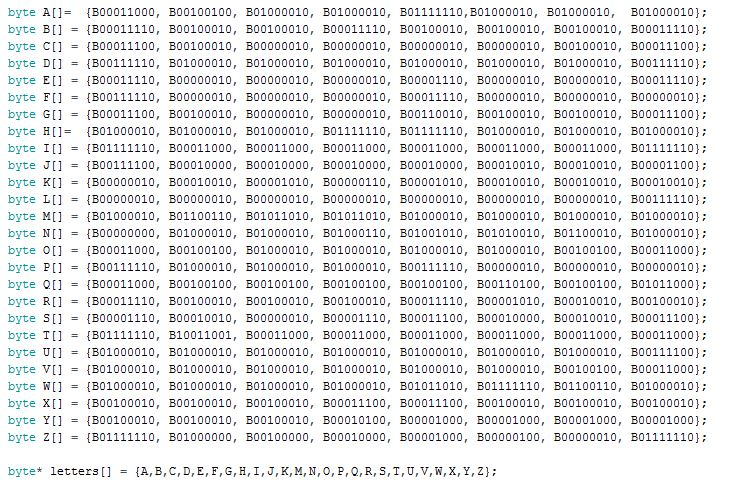 byte A[]=  {B00011000, B00100100, B01000010, B01000010, B01111110,B01000010, B01000010,  B01000010};
byte B[] = {B00011110, B00100010, B00100010, B00011110, B00100010, B00100010, B00100010, B00011110};
byte C[] = {B00011100, B00100010, B00000010, B00000010, B00000010, B00000010, B00100010, B00011100};
byte D[] = {B00011110, B01000010, B01000010, B01000010, B01000010, B01000010, B00100010, B00011110};
byte E[] = {B00111110, B00000010, B00000010, B00000010, B00001110, B00000010, B00000010, B00111110};
byte F[] = {B00111110, B00000010, B00000010, B00000010, B00011110, B00000010, B00000010, B00000010};
byte G[] = {B00011100, B00100010, B00000010, B00000010, B00110010, B00100010, B00100010, B00011100};
byte H[]=  {B01000010, B01000010, B01000010, B01111110, B01111110, B01000010, B01000010, B01000010};
byte I[] = {B01111110, B00011000, B00011000, B00011000, B00011000, B00011000, B00011000, B01111110};
byte J[] = {B00111100, B00010000, B00010000, B00010000, B00010000, B00010010, B00010010, B00001100};
byte K[] = {B00000010, B00010010, B00001010, B00000110, B00001010, B00010010, B00010010, B00010010};
byte L[] = {B00000010, B00000010, B00000010, B00000010, B00000010, B00000010, B00000010, B00111110};
byte M[] = {B01000010, B01100110, B01011010, B01011010, B01000010, B01000010, B01000010, B01000010};
byte N[] = {B00000000, B01000010, B01000010, B01000110, B01001010, B01010010, B01100010, B01000010};
byte O[] = {B00011000, B00100100, B01000010, B01000010, B01000010, B01000010, B00100100, B00011000};
byte P[] = {B00111110, B01000010, B01000010, B01000010, B00111110, B00000010, B00000010, B00000010};
byte Q[] = {B00011000, B00100100, B00100100, B00100100, B00100100, B00110100, B00100100, B01011000};
byte R[] = {B00011110, B00100010, B00100010, B00100010, B00011110, B00001010, B00010010, B00100010};
byte S[] = {B00001110, B00010010, B00000010, B00001110, B00011100, B00010000, B00010010, B00011100};
byte T[] = {B01111110, B10011001, B00011000, B00011000, B00011000, B00011000, B00011000, B00011000};
byte U[] = {B01000010, B01000010, B01000010, B01000010, B01000010, B01000010, B01000010, B00111100};
byte V[] = {B01000010, B01000010, B01000010, B01000010, B01000010, B01000010, B00100100, B00011000};
byte W[] = {B01000010, B01000010, B01000010, B01000010, B01011010, B01111110, B01100110, B01000010};
byte X[] = {B00100010, B00100010, B00100010, B00011100, B00011100, B00100010, B00100010, B00100010};
byte Y[] = {B00100010, B00100010, B00100010, B00010100, B00001000, B00001000, B00001000, B00001000};
byte Z[] = {B01111110, B01000000, B00100000, B00010000, B00001000, B00000100, B00000010, B01111110};
byte* letters[] = {A,B,C,D,E,F,G,H,I,J,K,M,N,O,P,Q,R,S,T,U,V,W,X,Y,Z};